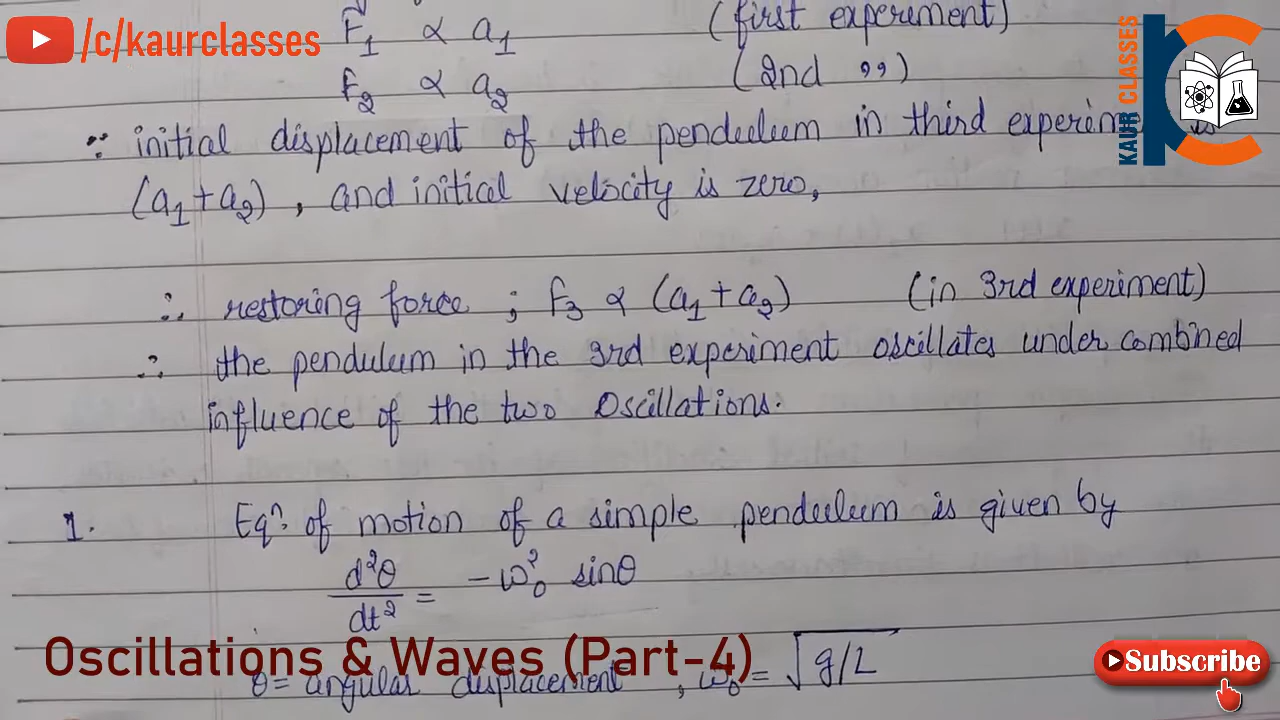 /c/kaurclasses
F₁ ∝ a₁ (first experiment)
F₂ ∝ a₂ (2nd ,,)
KAUR CLASSES
∵ initial displacement of the pendulum in third is
(a₁+a₂), and initial velocity is zero,
∴ restoring force ; f₃ ∝ (a₁+a₂) (in 3rd experiment)
∴ the pendulum in the 3rd experiment oscillates under combined
influence of the two oscillations.
1. Eqⁿ. of motion of a simple pendulum is given by
d²θ/dt² = -ω₀² sinθ
Oscillations & Waves (Part-4)
θ = angular displacement , ω₀ = √g/L
Subscribe